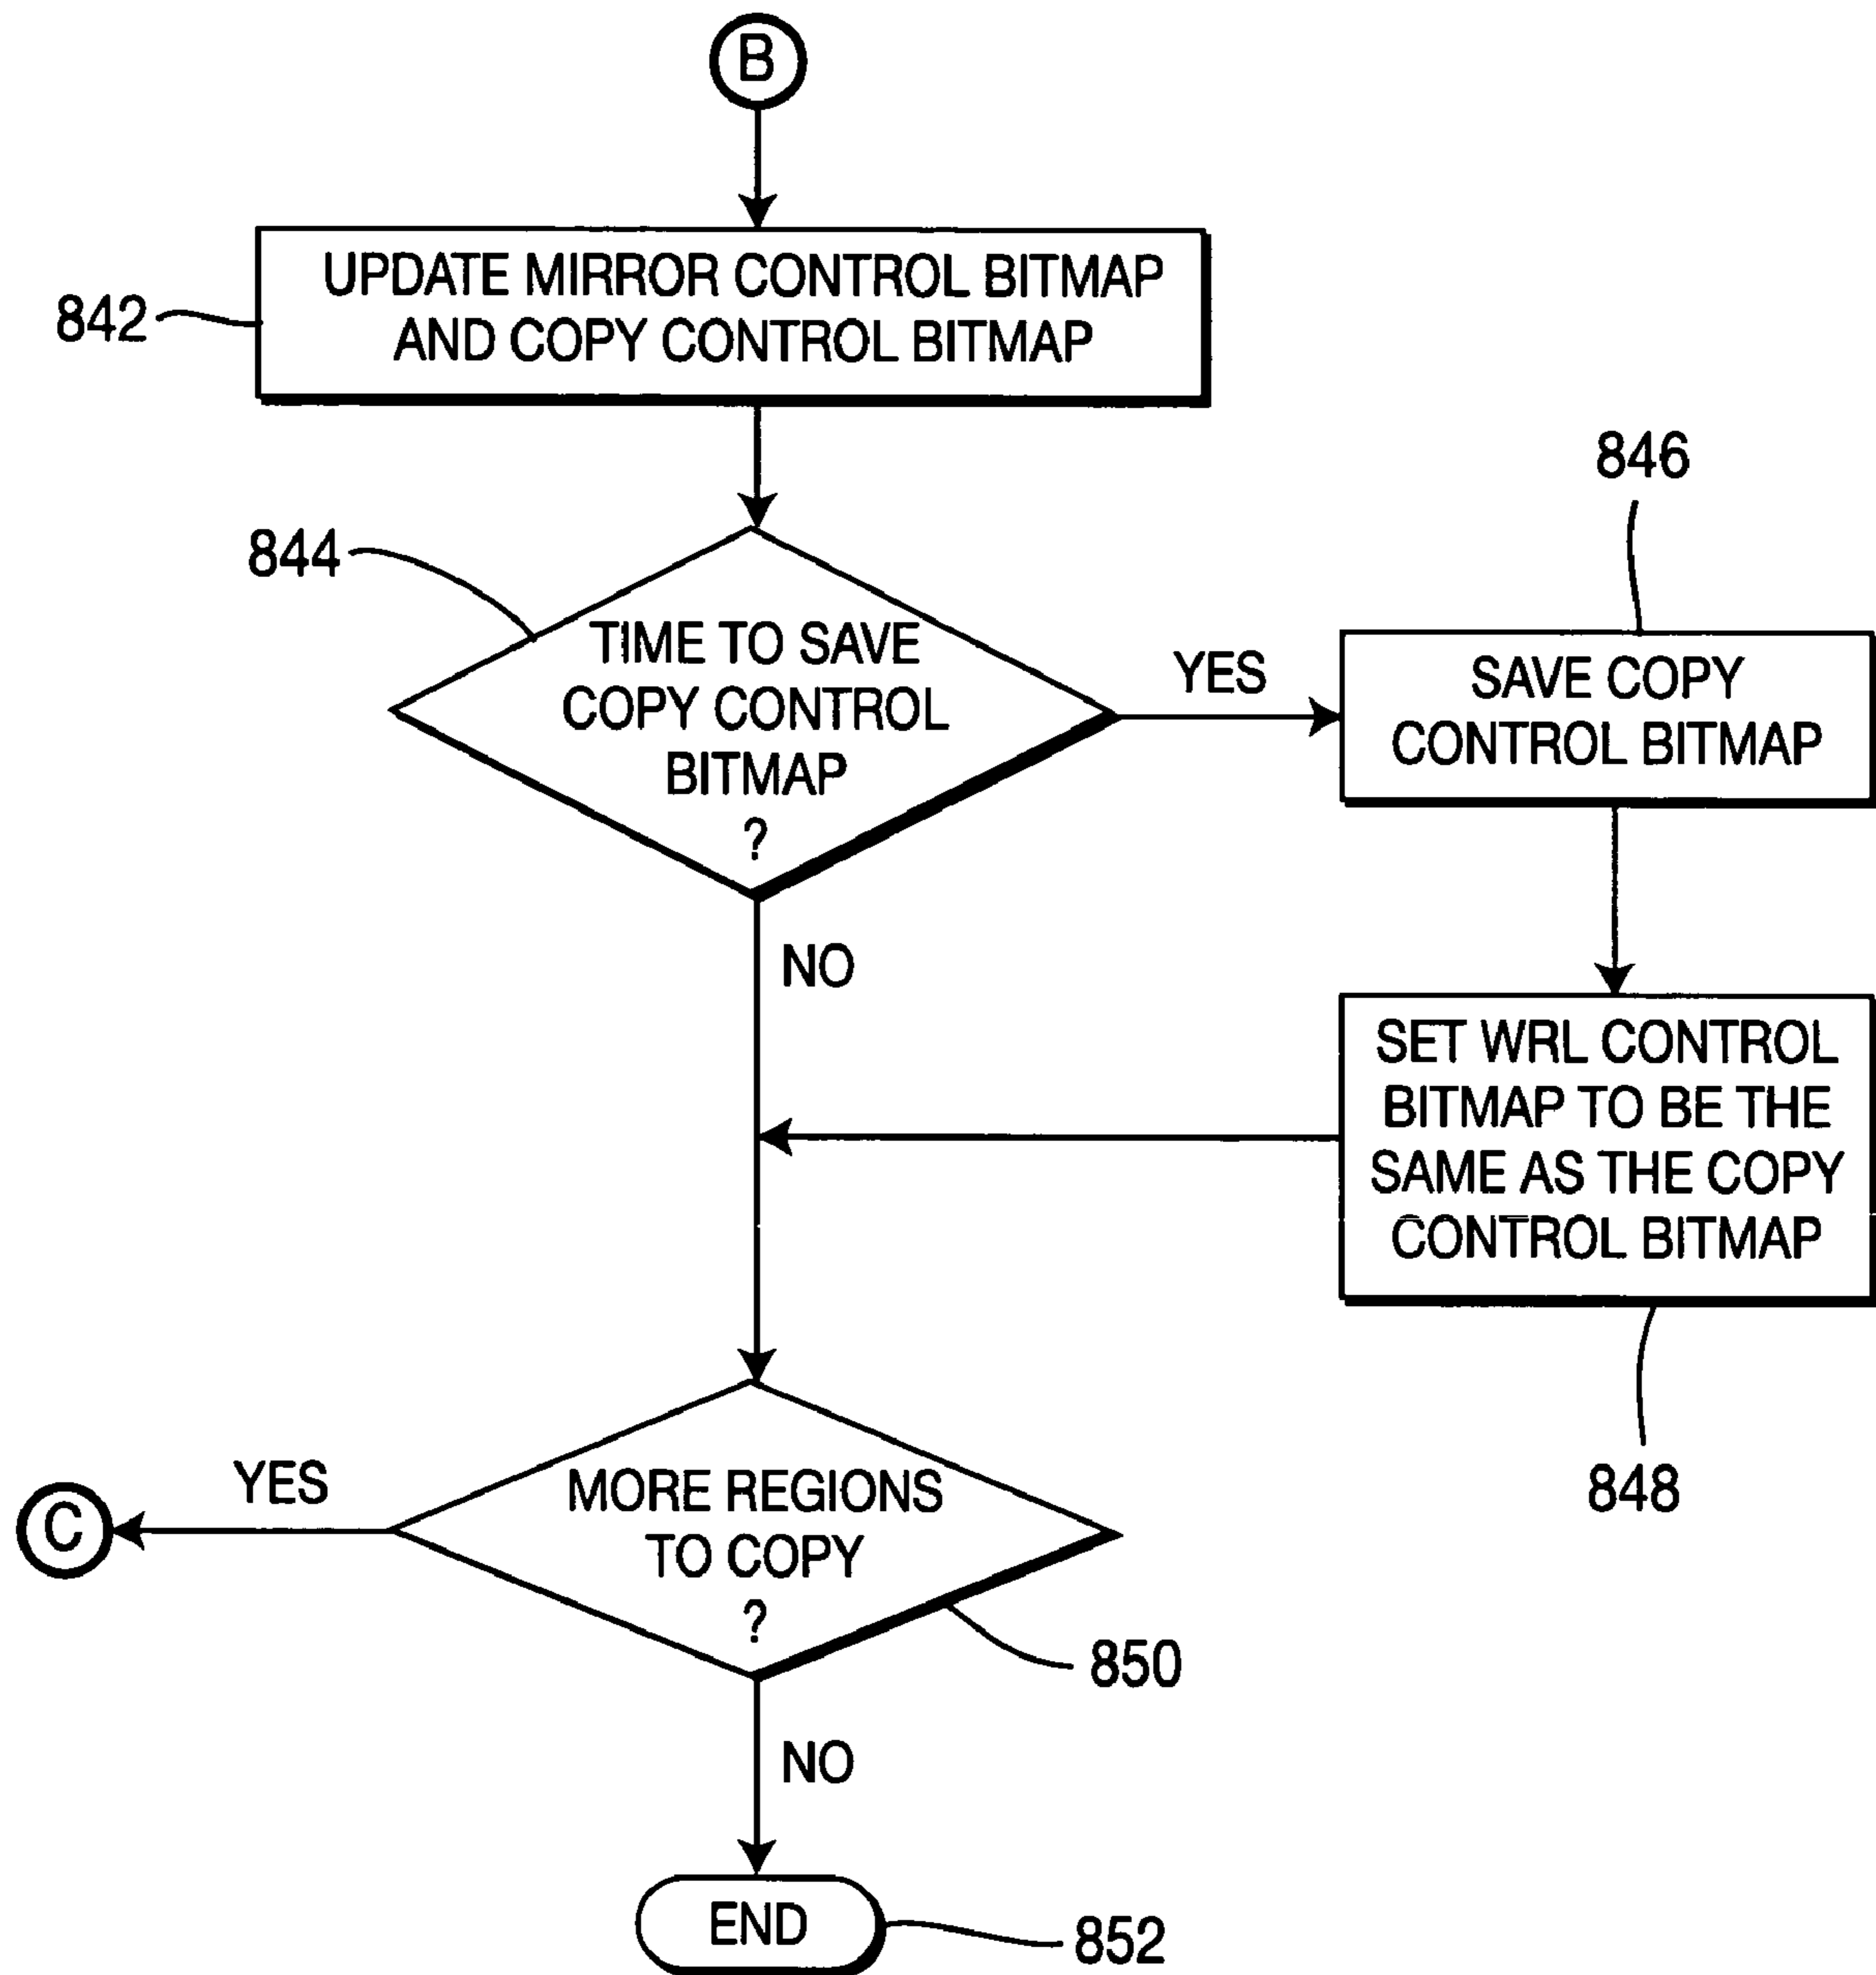 B
UPDATE MIRROR CONTROL BITMAP
AND COPY CONTROL BITMAP
842
846
844
TIME TO SAVE
COPY CONTROL
BITMAP
?
YES
SAVE COPY
CONTROL BITMAP
NO
SET WRL CONTROL
BITMAP TO BE THE
SAME AS THE COPY
CONTROL BITMAP
848
YES
C
MORE REGIONS
TO COPY
?
850
NO
END
852